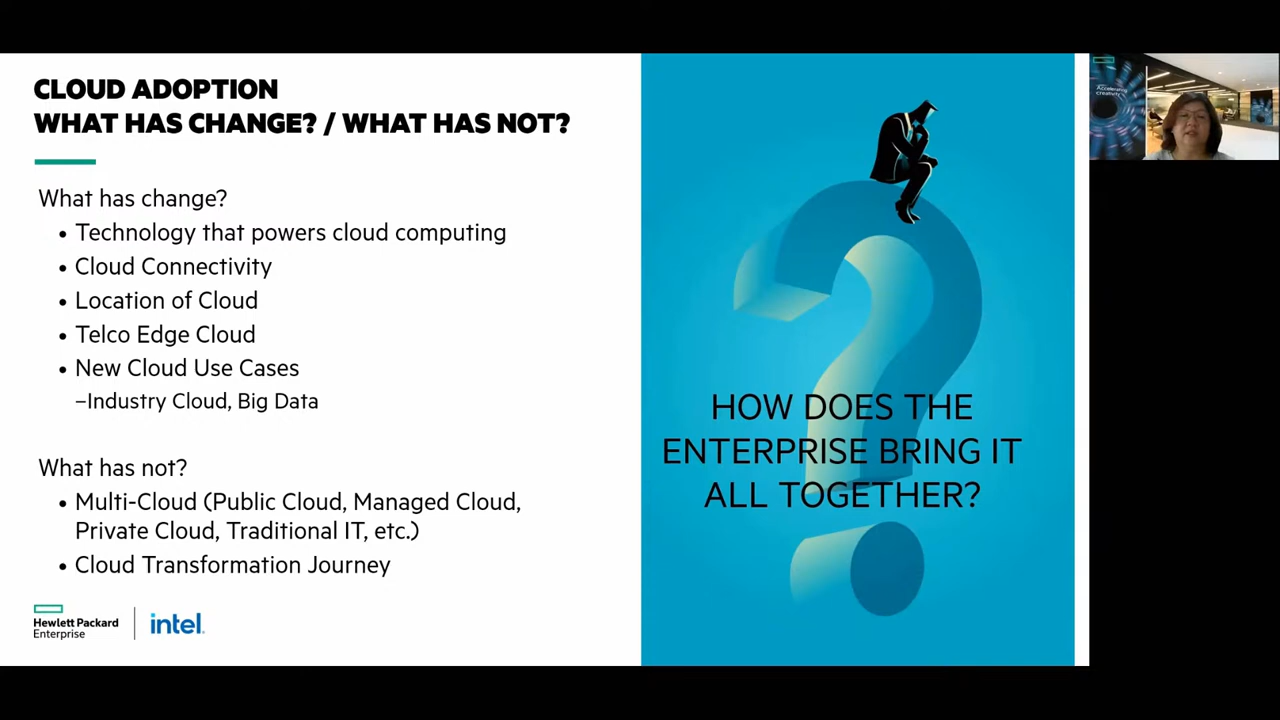 CLOUD ADOPTION
WHAT HAS CHANGE? / WHAT HAS NOT?
What has change?
• Technology that powers cloud computing
• Cloud Connectivity
• Location of Cloud
• Telco Edge Cloud
• New Cloud Use Cases
–Industry Cloud, Big Data
What has not?
• Multi-Cloud (Public Cloud, Managed Cloud,
Private Cloud, Traditional IT, etc.)
• Cloud Transformation Journey
Hewlett Packard
Enterprise
intel.
HOW DOES THE
ENTERPRISE BRING IT
ALL TOGETHER?
Accelerating
creativity